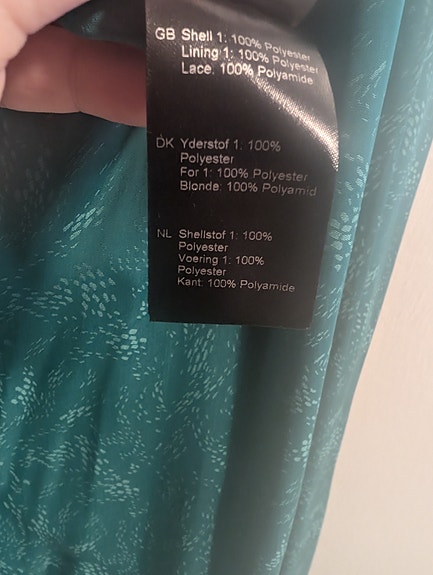 GB Shell 1: 100% Polyester
Lining 1: 100% Polyester
Lace. 100% Polyamide
DK Yderstof 1. 100%
Polyester
For 1: 100% Polyester
Blonde: 100% Polyamid
NL Shellstof 1: 100%
Polyester
Voering 1: 100%
Polyester
Kant: 100% Polyamide